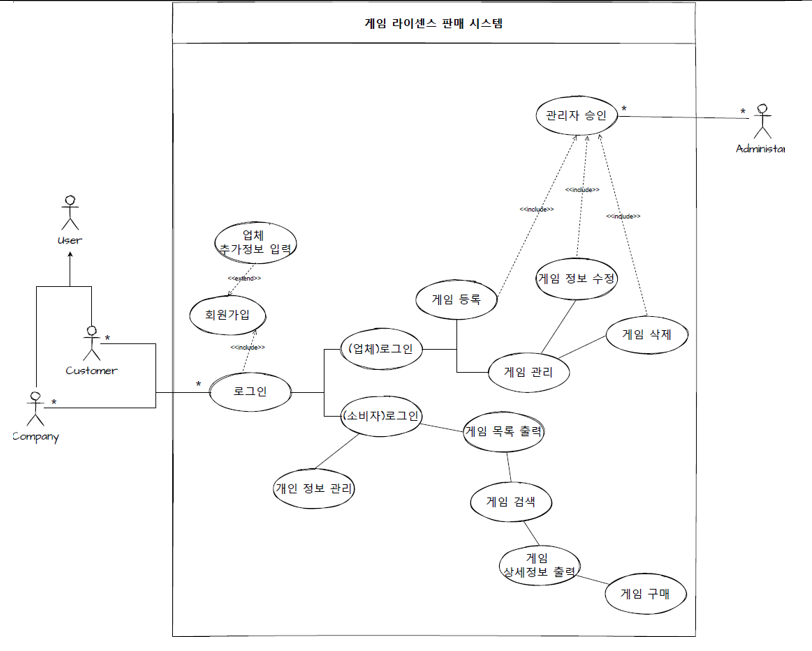 게임 라이센스 판매 시스템
관리자 승인
*
*
Administar
<<include>>
<<include>>
<<include>>
User
업체
추가정보 입력
<<extend>>
게임 정보 수정
게임 등록
회원가입
게임 삭제
<<include>>
(업체)로그인
Customer
*
게임 관리
*
로그인
Company
*
(소비자)로그인
게임 목록 출력
개인 정보 관리
게임 검색
게임
상세정보 출력
게임 구매